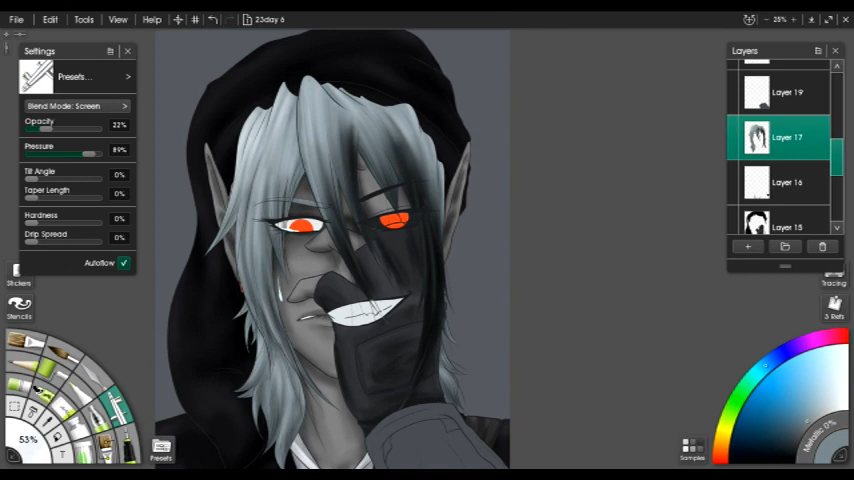 File Edit Tools View Help 23day 6 28%
Settings
Presets...
Blend Mode: Screen
Opacity 22%
Pressure 89%
Tilt Angle 0%
Taper Length 0%
Hardness 0%
Drip Spread 0%
Autoflow
Stickers
Stencils
53%
T
Presets
Layers
Layer 19
Layer 17
Layer 16
Layer 15
Tracing
3 Refs
Samples
Metallic 0%